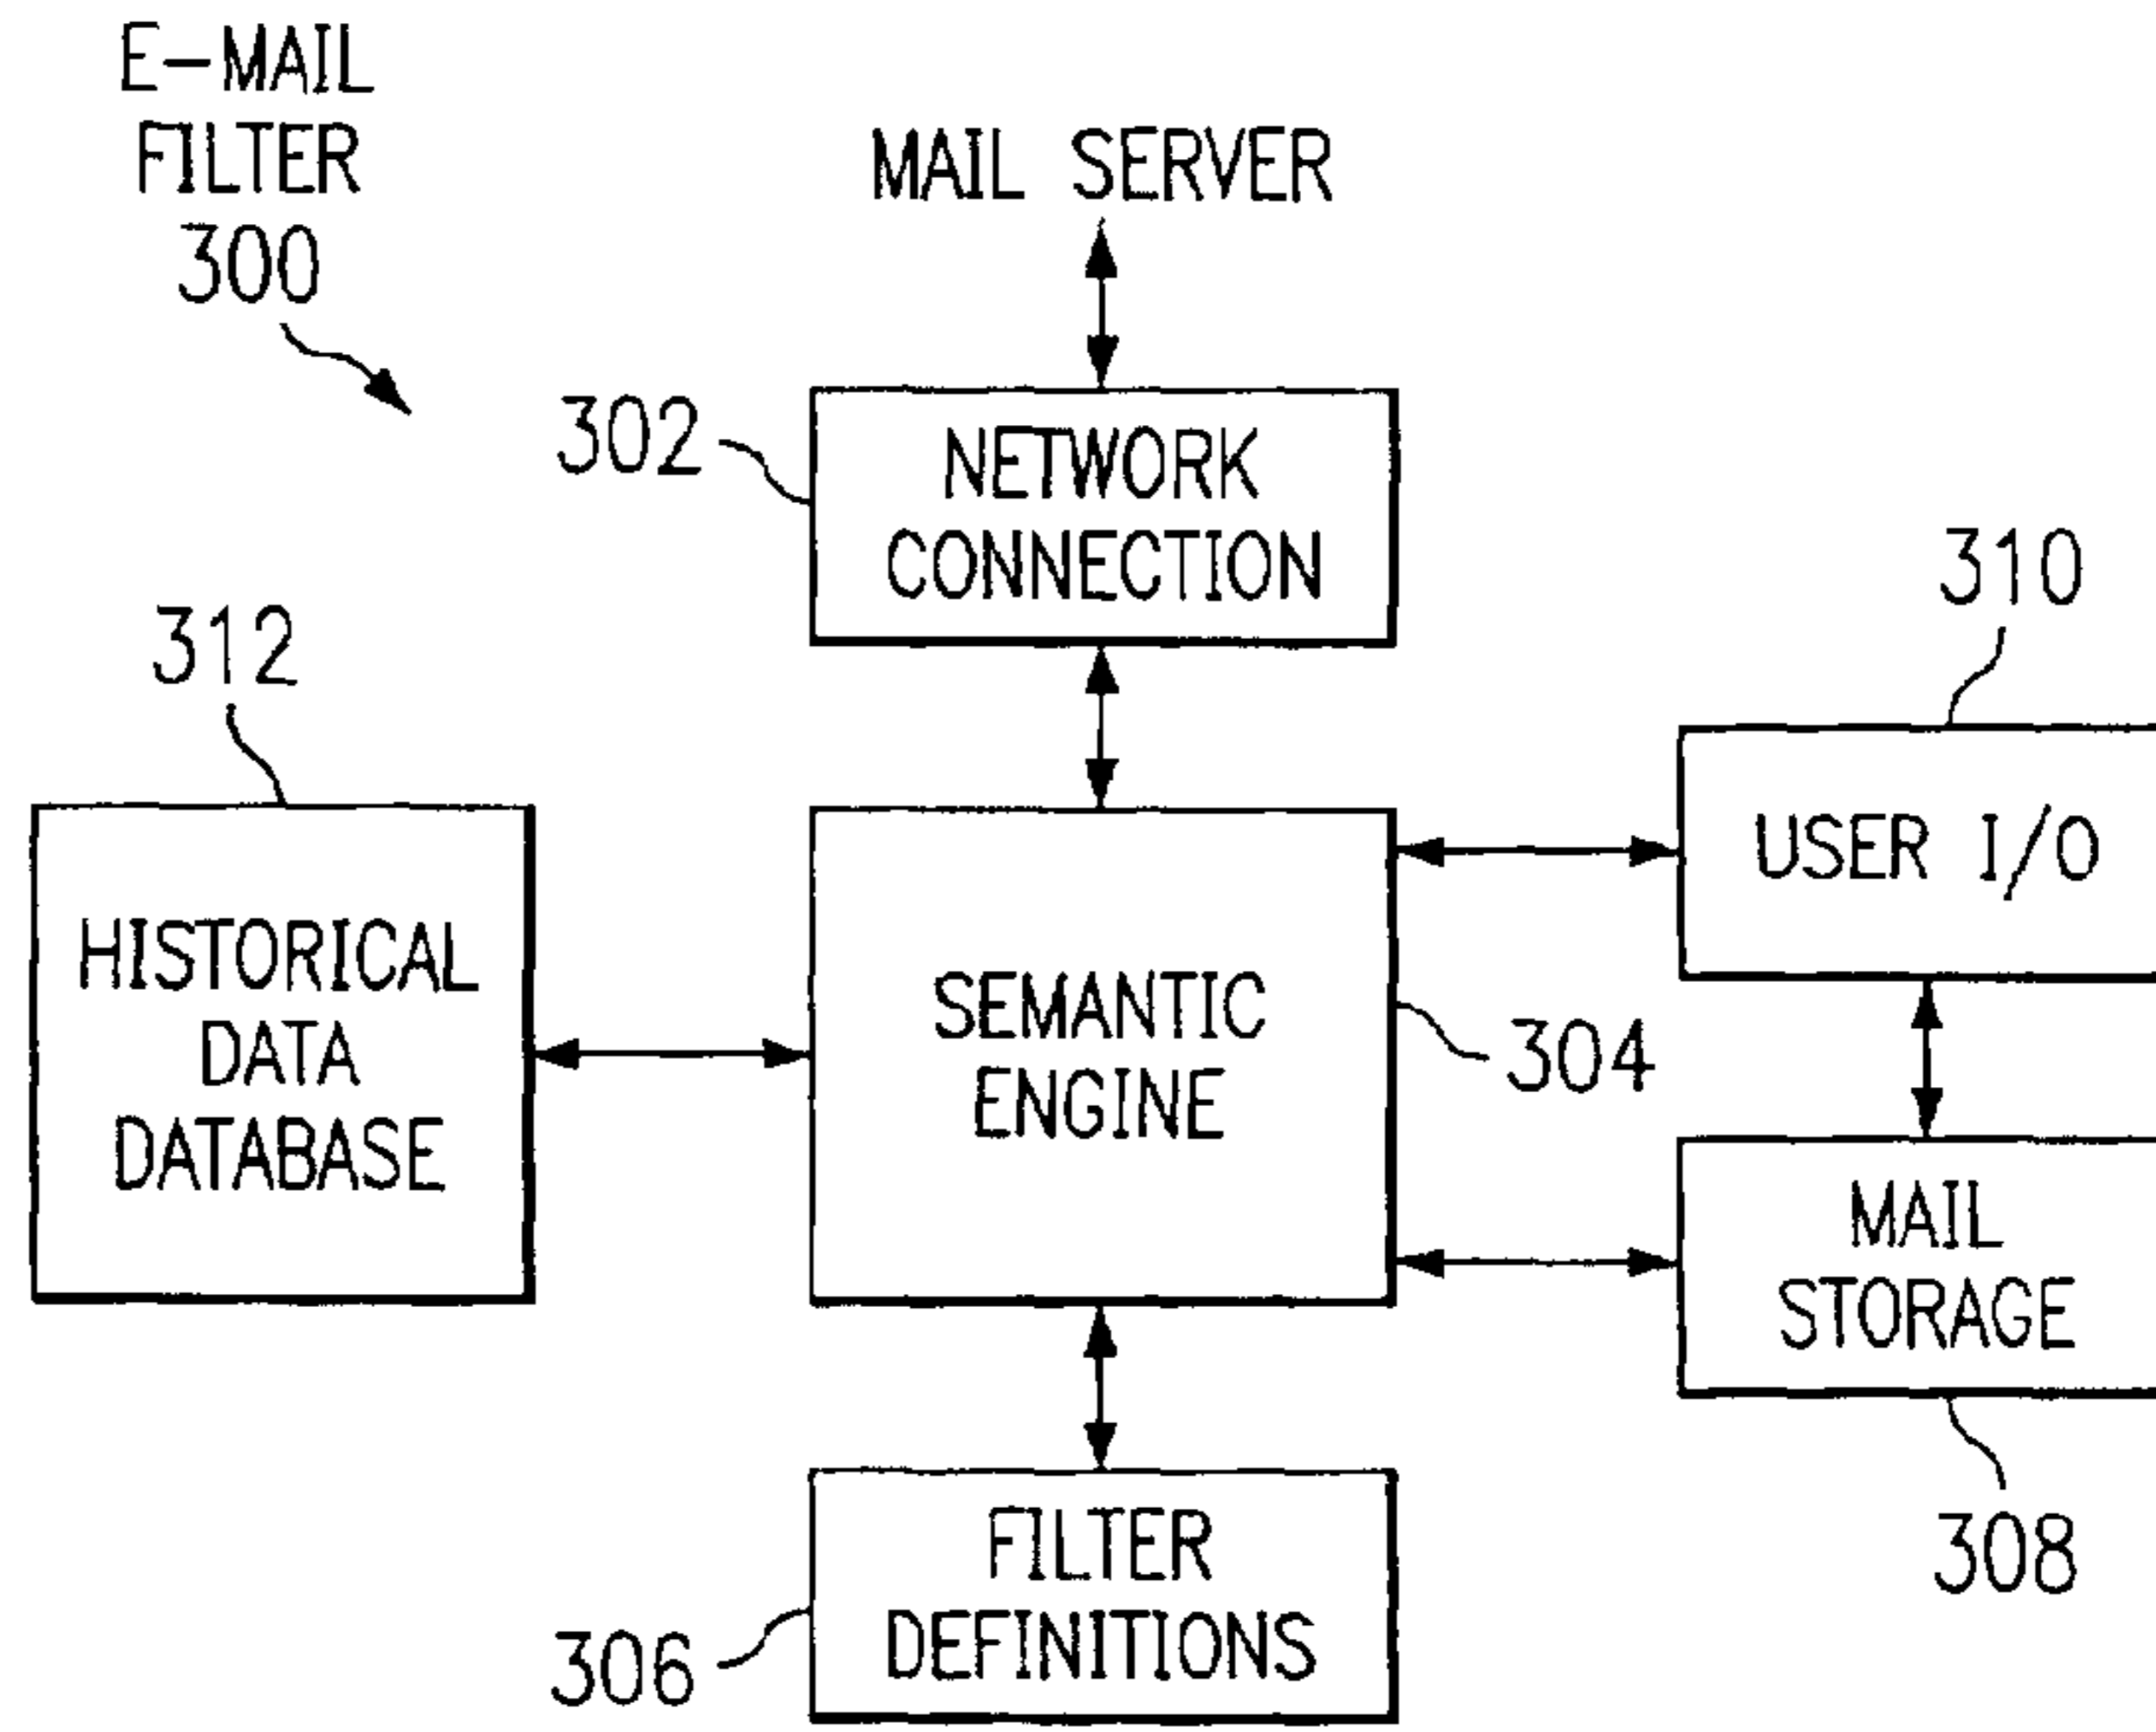 E-MAIL
FILTER
300
MAIL SERVER
302
NETWORK
CONNECTION
310
312
USER I/O
HISTORICAL
DATA
DATABASE
SEMANTIC
ENGINE
304
MAIL
STORAGE
308
FILTER
DEFINITIONS
306